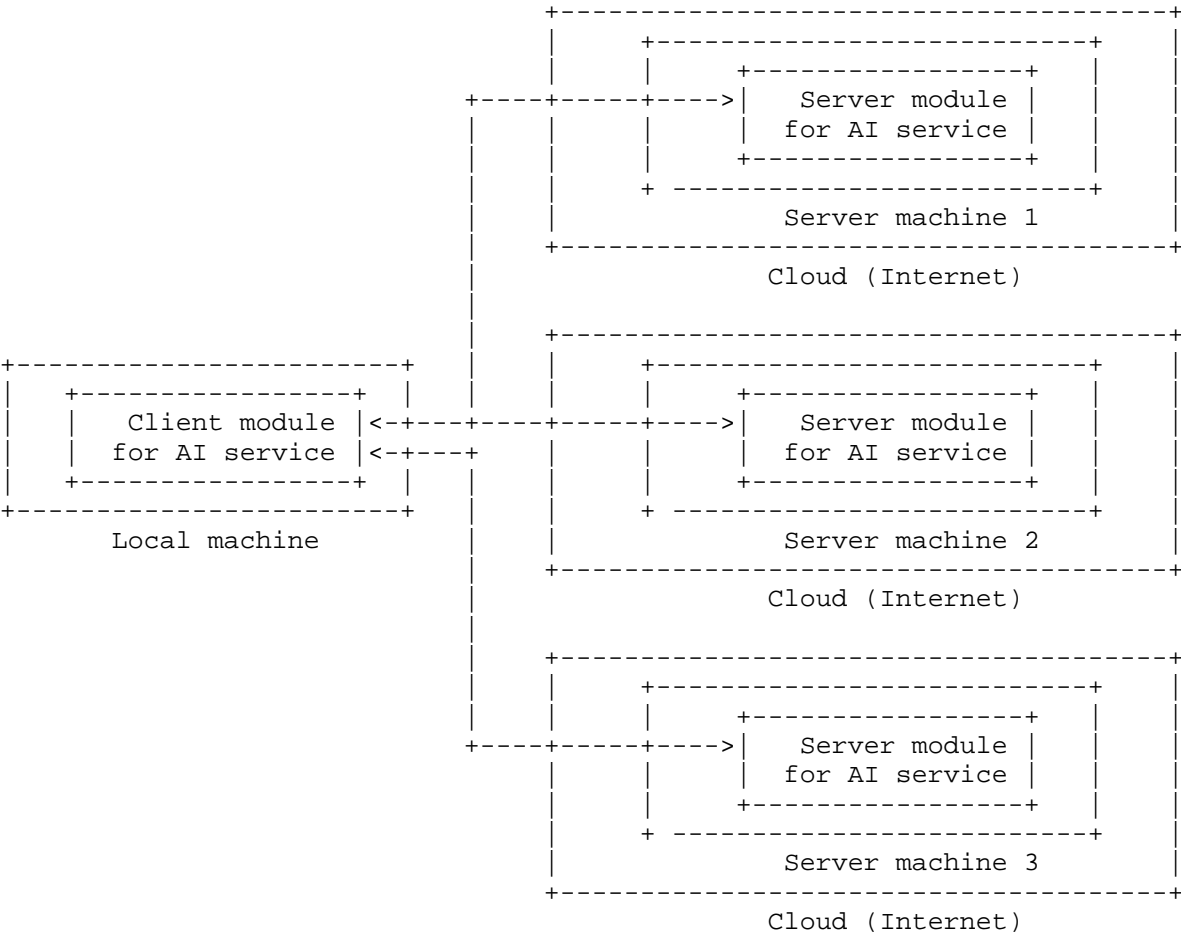 Server module
for AI service
Server machine 1
Cloud (Internet)
Client module
for AI service
Local machine
Server module
for AI service
Server machine 2
Cloud (Internet)
Server module
for AI service
Server machine 3
Cloud (Internet)